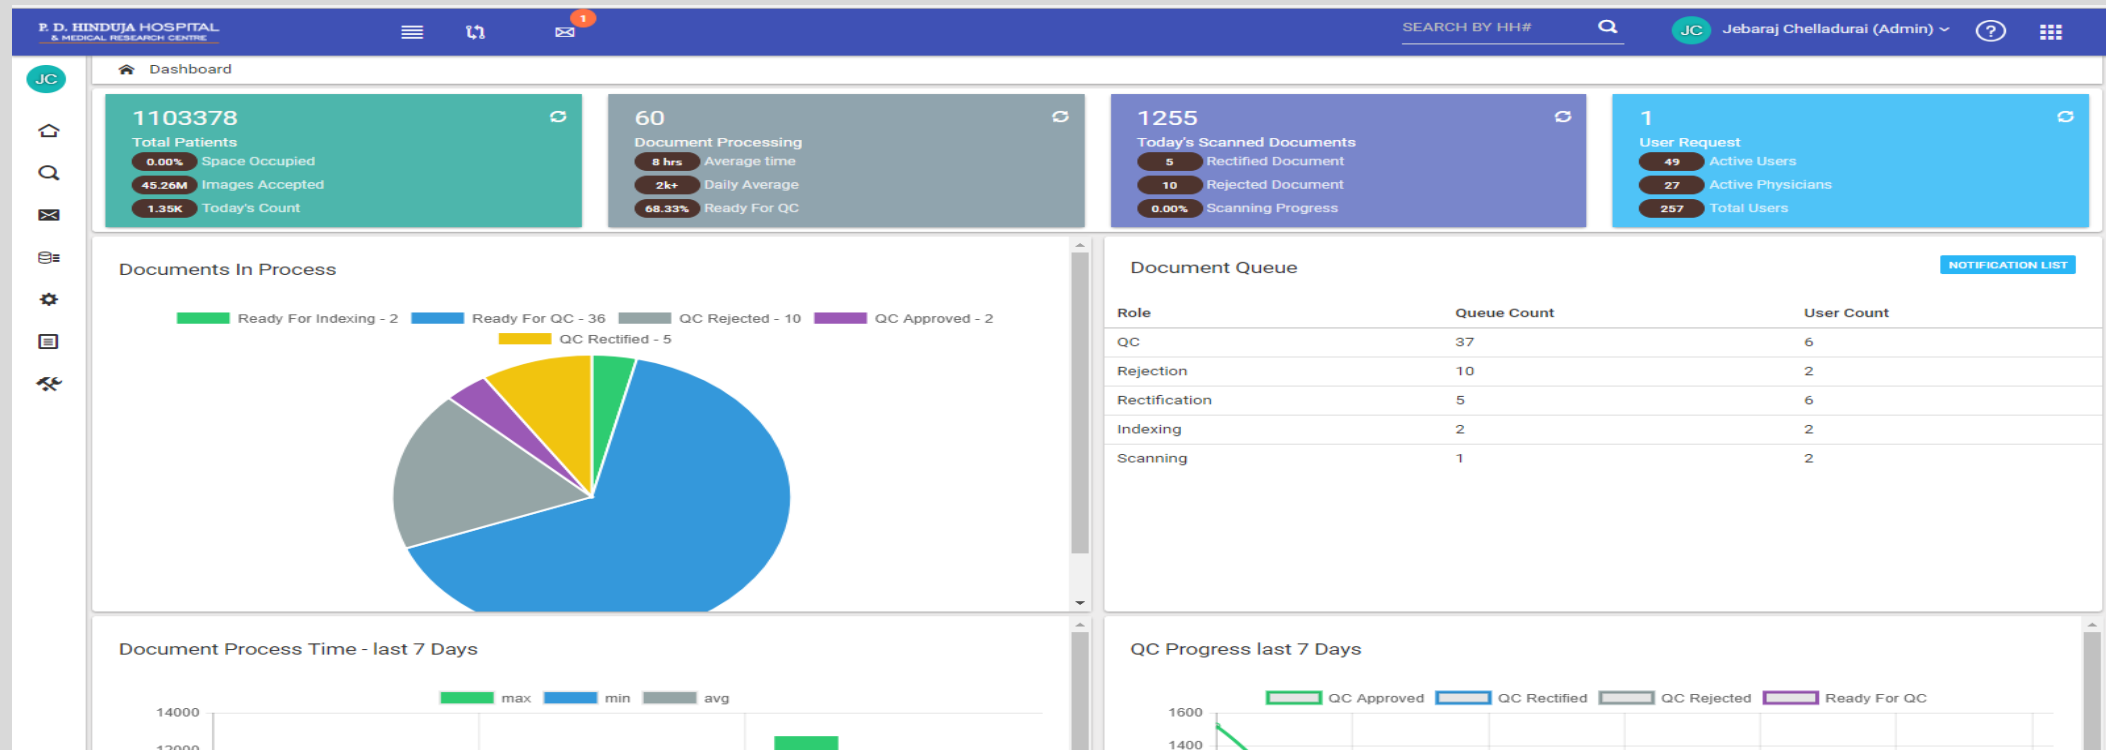 P. D. HINDUJA HOSPITAL
& MEDICAL RESEARCH CENTRE
1
SEARCH BY HH#
JC
Jebaraj Chelladurai (Admin)
?
JC
Dashboard
1103378
Total Patients
0.00% Space Occupied
45.26M Images Accepted
1.35K Today's Count
60
Document Processing
8 hrs Average time
2k+ Daily Average
68.33% Ready For QC
1255
Today's Scanned Documents
5 Rectified Document
10 Rejected Document
0.00% Scanning Progress
1
User Request
49 Active Users
27 Active Physicians
257 Total Users
Documents In Process
Ready For Indexing - 2 Ready For QC - 36 QC Rejected - 10 QC Approved - 2
QC Rectified - 5
Document Queue
NOTIFICATION LIST
Role Queue Count User Count
QC 37 6
Rejection 10 2
Rectification 5 6
Indexing 2 2
Scanning 1 2
Document Process Time - last 7 Days
max min avg
14000
12000
QC Progress last 7 Days
QC Approved QC Rectified QC Rejected Ready For QC
1600
1400